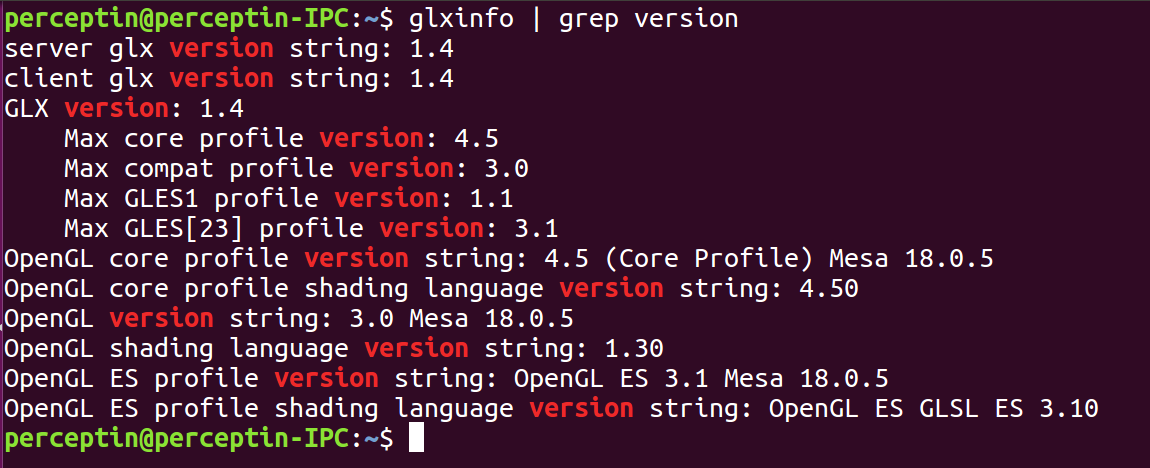 perceptin@perceptin-IPC:~$ glxinfo | grep version
server glx version string: 1.4
client glx version string: 1.4
GLX version: 1.4
    Max core profile version: 4.5
    Max compat profile version: 3.0
    Max GLES1 profile version: 1.1
    Max GLES[23] profile version: 3.1
OpenGL core profile version string: 4.5 (Core Profile) Mesa 18.0.5
OpenGL core profile shading language version string: 4.50
OpenGL version string: 3.0 Mesa 18.0.5
OpenGL shading language version string: 1.30
OpenGL ES profile version string: OpenGL ES 3.1 Mesa 18.0.5
OpenGL ES profile shading language version string: OpenGL ES GLSL ES 3.10
perceptin@perceptin-IPC:~$